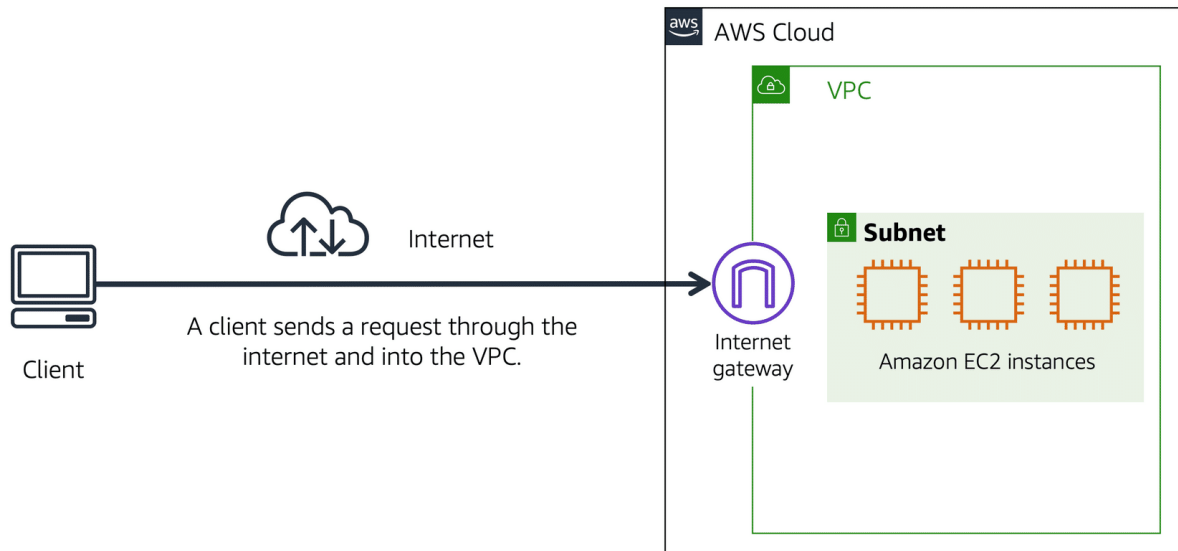 aws
AWS Cloud
VPC
Internet
Subnet
A client sends a request through the
internet and into the VPC.
Client
Internet
gateway
Amazon EC2 instances